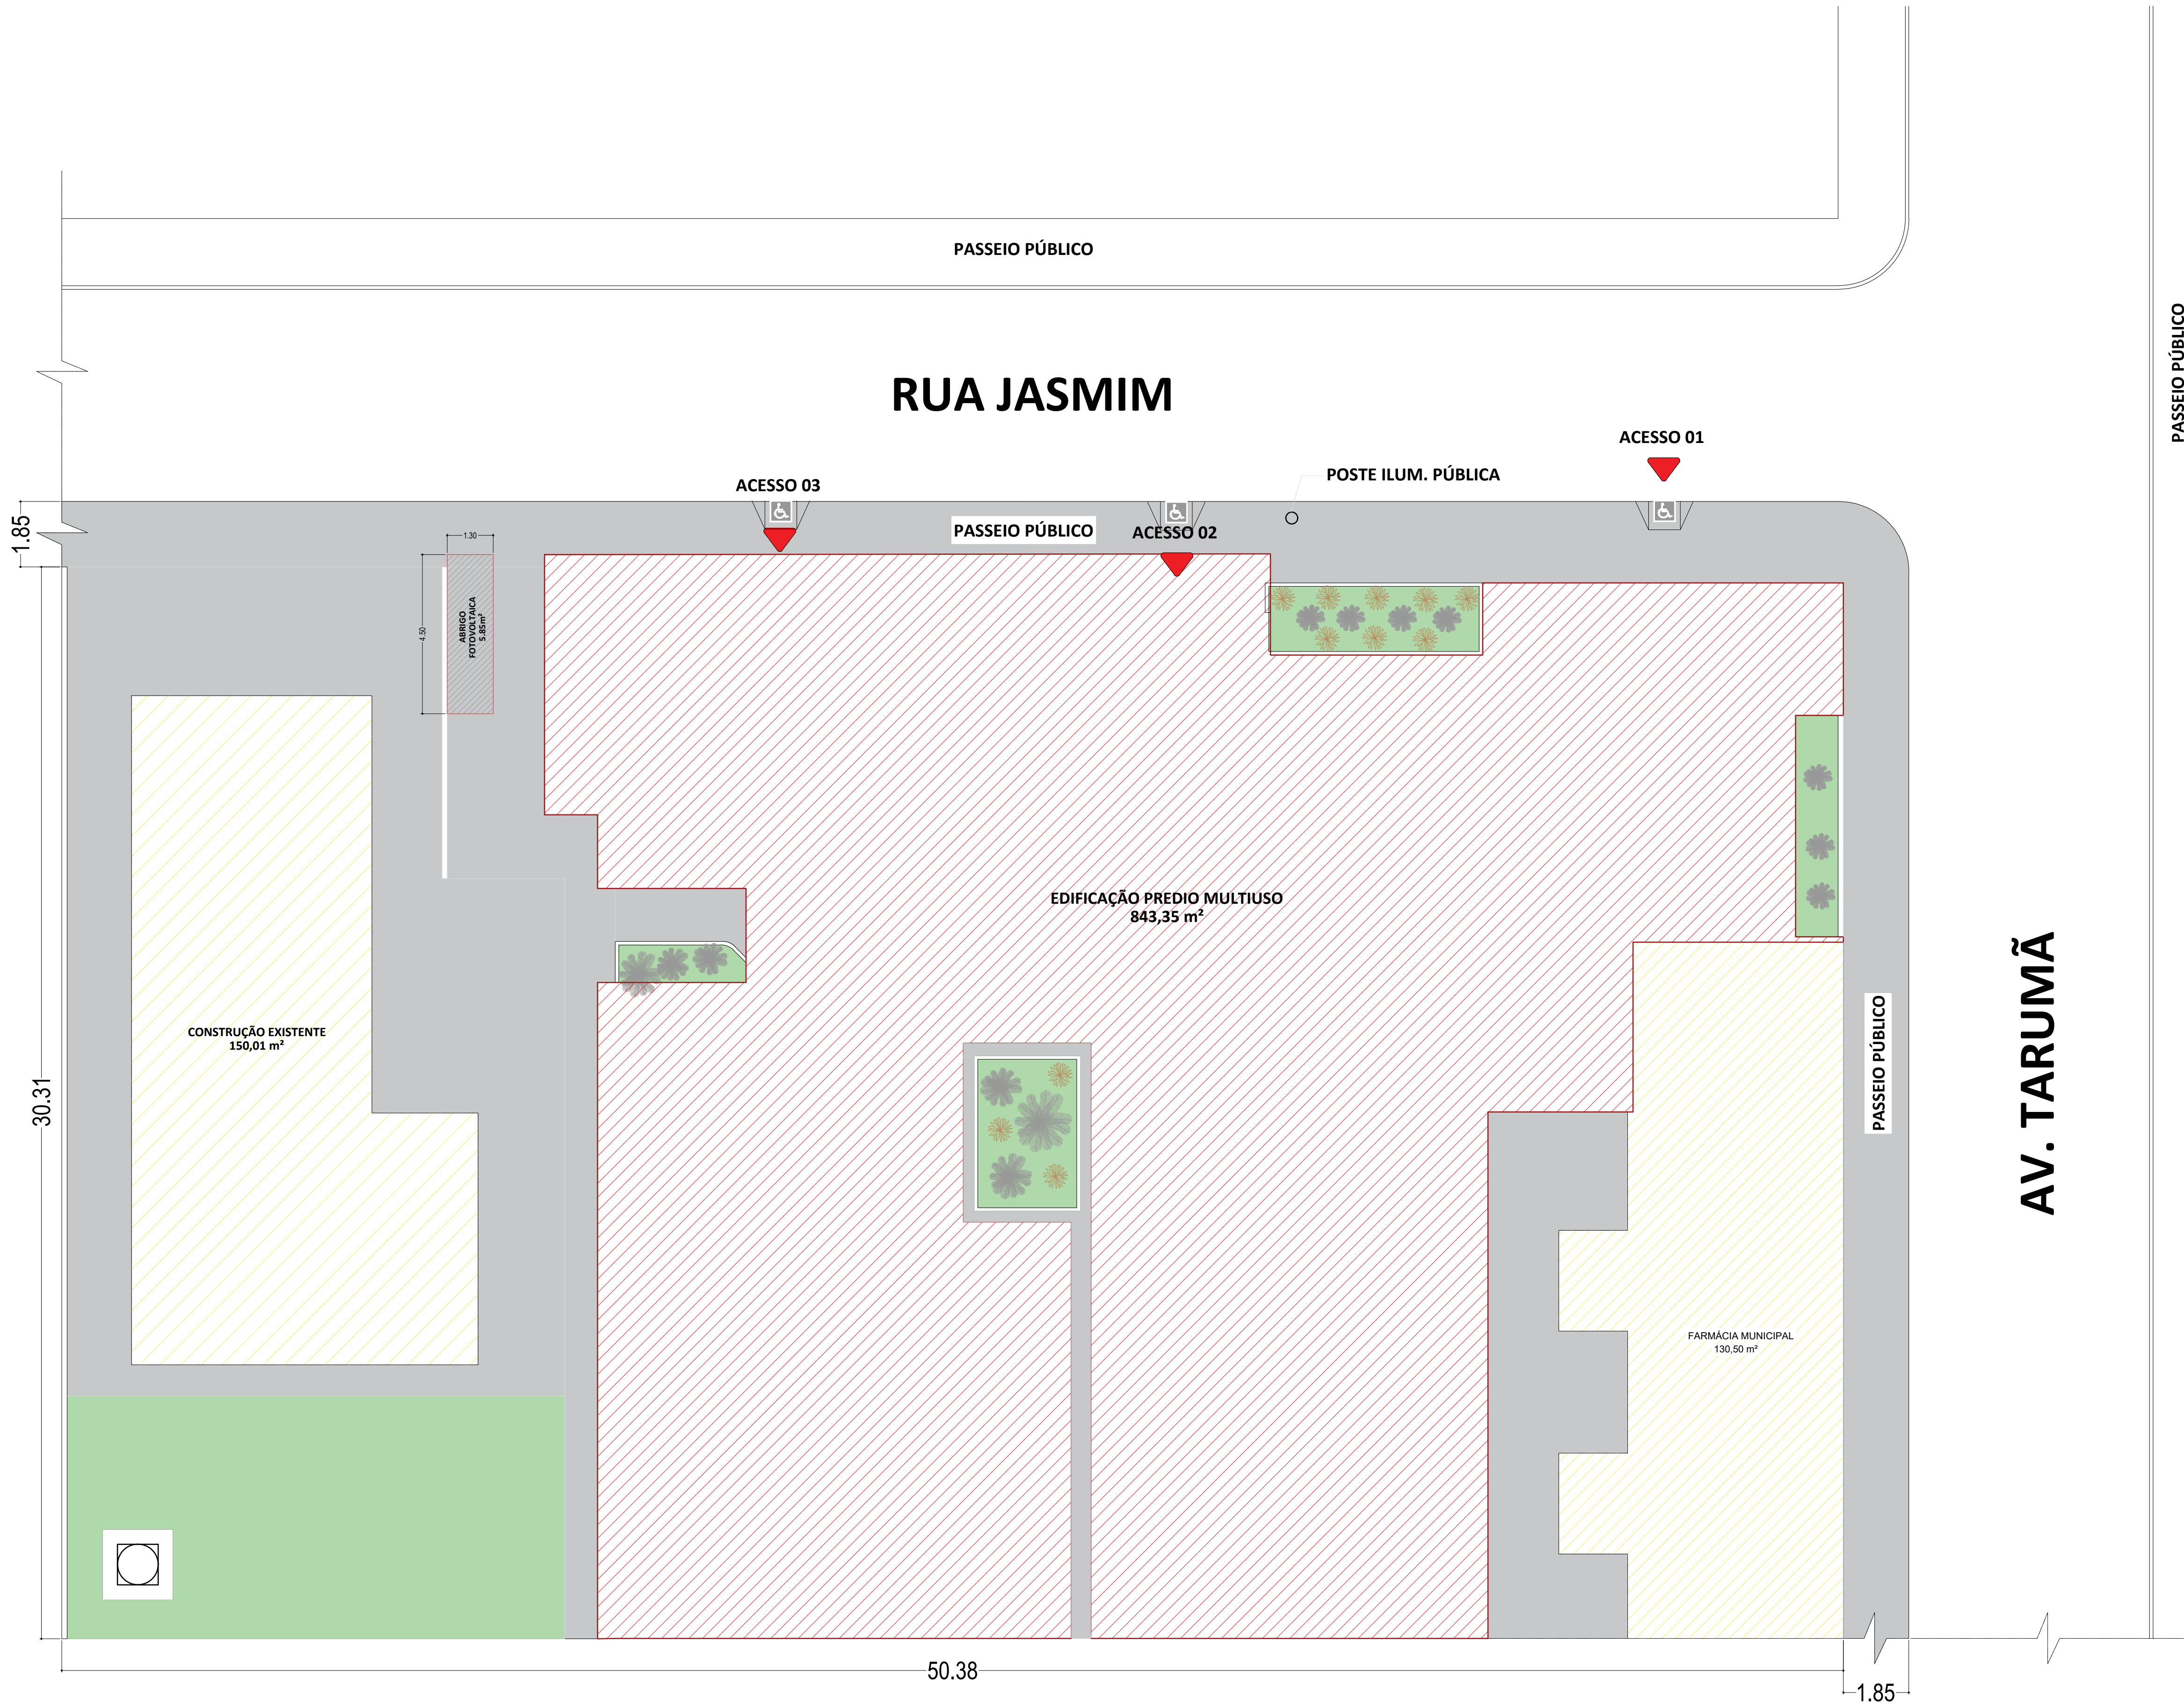 PASSEIO PÚBLICO
PASSEIO PÚBLICO
RUA JASMIM
ACESSO 01
POSTE ILUM. PÚBLICA
ACESSO 03
PASSEIO PÚBLICO
ACESSO 02
1.85
1.30
4.50
ABRIGO
FOTOVOLTAICA
5.85m²
EDIFICAÇÃO PREDIO MULTIUSO
843,35 m²
CONSTRUÇÃO EXISTENTE
150,01 m²
PASSEIO PÚBLICO
AV. TARUMÃ
30.31
FARMÁCIA MUNICIPAL
130,50 m²
50.38
1.85